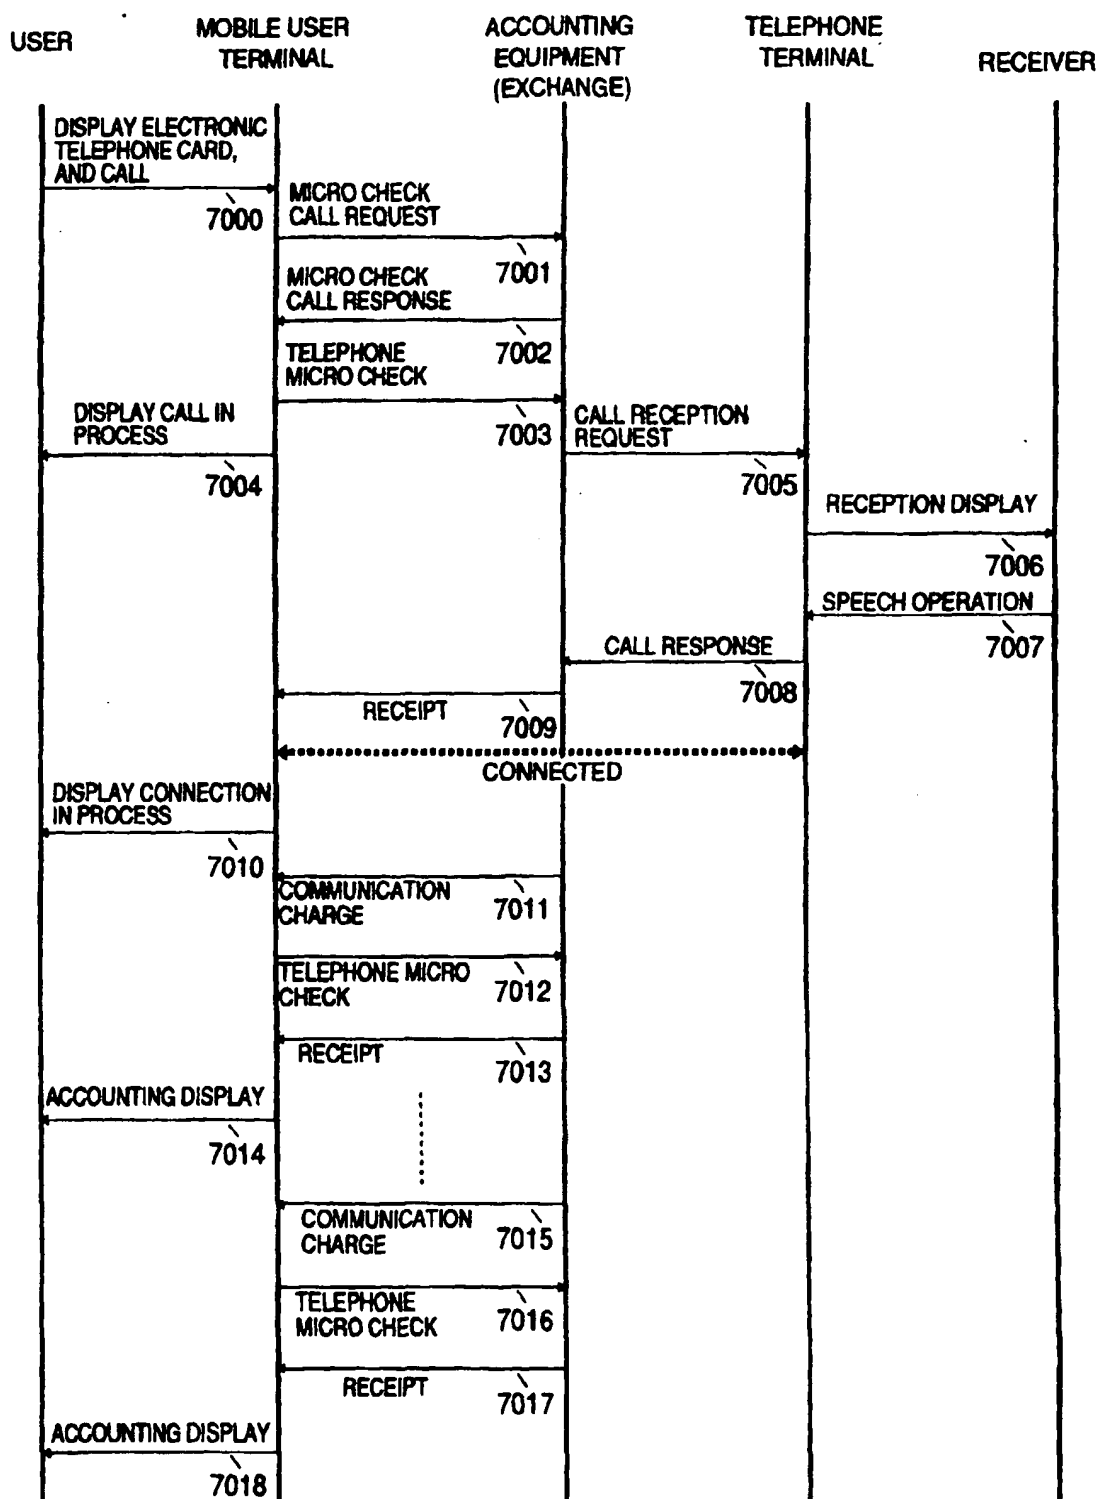 USER
MOBILE USER
TERMINAL
ACCOUNTING
EQUIPMENT
(EXCHANGE)
TELEPHONE
TERMINAL
RECEIVER
DISPLAY ELECTRONIC
TELEPHONE CARD,
AND CALL
7000
MICRO CHECK
CALL REQUEST
7001
MICRO CHECK
CALL RESPONSE
7002
TELEPHONE
MICRO CHECK
7003
DISPLAY CALL IN
PROCESS
7004
CALL RECEPTION
REQUEST
7005
RECEPTION DISPLAY
7006
SPEECH OPERATION
7007
CALL RESPONSE
7008
RECEIPT
7009
CONNECTED
DISPLAY CONNECTION
IN PROCESS
7010
COMMUNICATION
CHARGE
7011
TELEPHONE MICRO
CHECK
7012
RECEIPT
7013
ACCOUNTING DISPLAY
7014
COMMUNICATION
CHARGE
7015
TELEPHONE
MICRO CHECK
7016
RECEIPT
7017
ACCOUNTING DISPLAY
7018